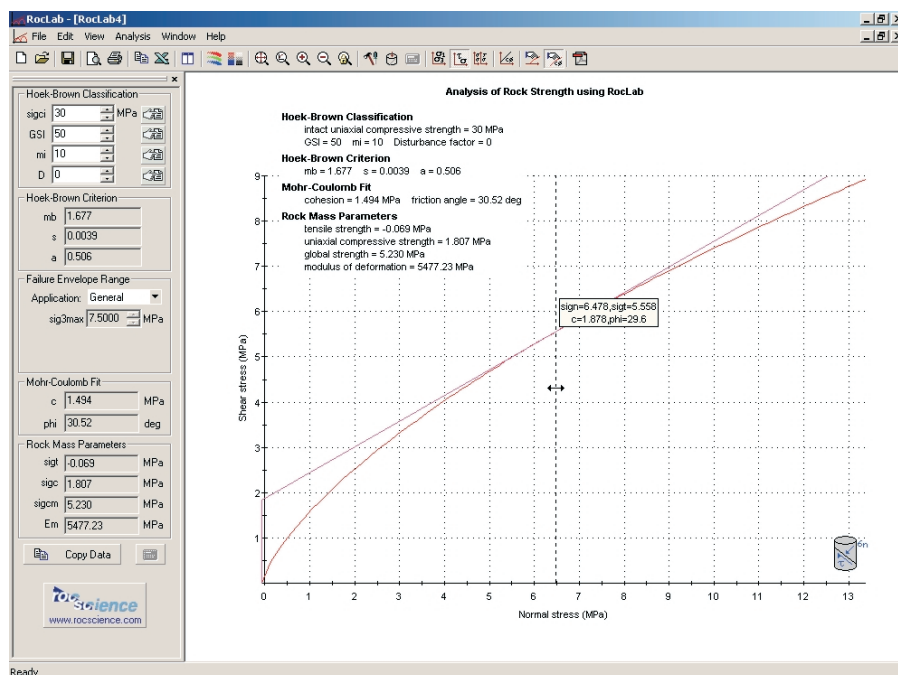 RocLab - [RocLab4]
File Edit View Analysis Window Help
Hoek-Brown Classification
sigci 30 MPa
GSI 50
mi 10
D 0
Hoek-Brown Criterion
mb 1.677
s 0.0039
a 0.506
Failure Envelope Range
Application: General
sig3max 7.5000 MPa
Mohr-Coulomb Fit
c 1.494 MPa
phi 30.52 deg
Rock Mass Parameters
sigt -0.069 MPa
sigc 1.807 MPa
sigcm 5.230 MPa
Em 5477.23 MPa
Copy Data
rocscience
www.rocscience.com
Analysis of Rock Strength using RocLab
Hoek-Brown Classification
intact uniaxial compressive strength = 30 MPa
GSI = 50 mi = 10 Disturbance factor = 0
Hoek-Brown Criterion
mb = 1.677 s = 0.0039 a = 0.506
Mohr-Coulomb Fit
cohesion = 1.494 MPa friction angle = 30.52 deg
Rock Mass Parameters
tensile strength = -0.069 MPa
uniaxial compressive strength = 1.807 MPa
global strength = 5.230 MPa
modulus of deformation = 5477.23 MPa
sign=6.478,sigt=5.558
c=1.878,phi=29.6
Shear stress (MPa)
9
8
7
6
5
4
3
2
1
0 1 2 3 4 5 6 7 8 9 10 11 12 13
Normal stress (MPa)
Ready